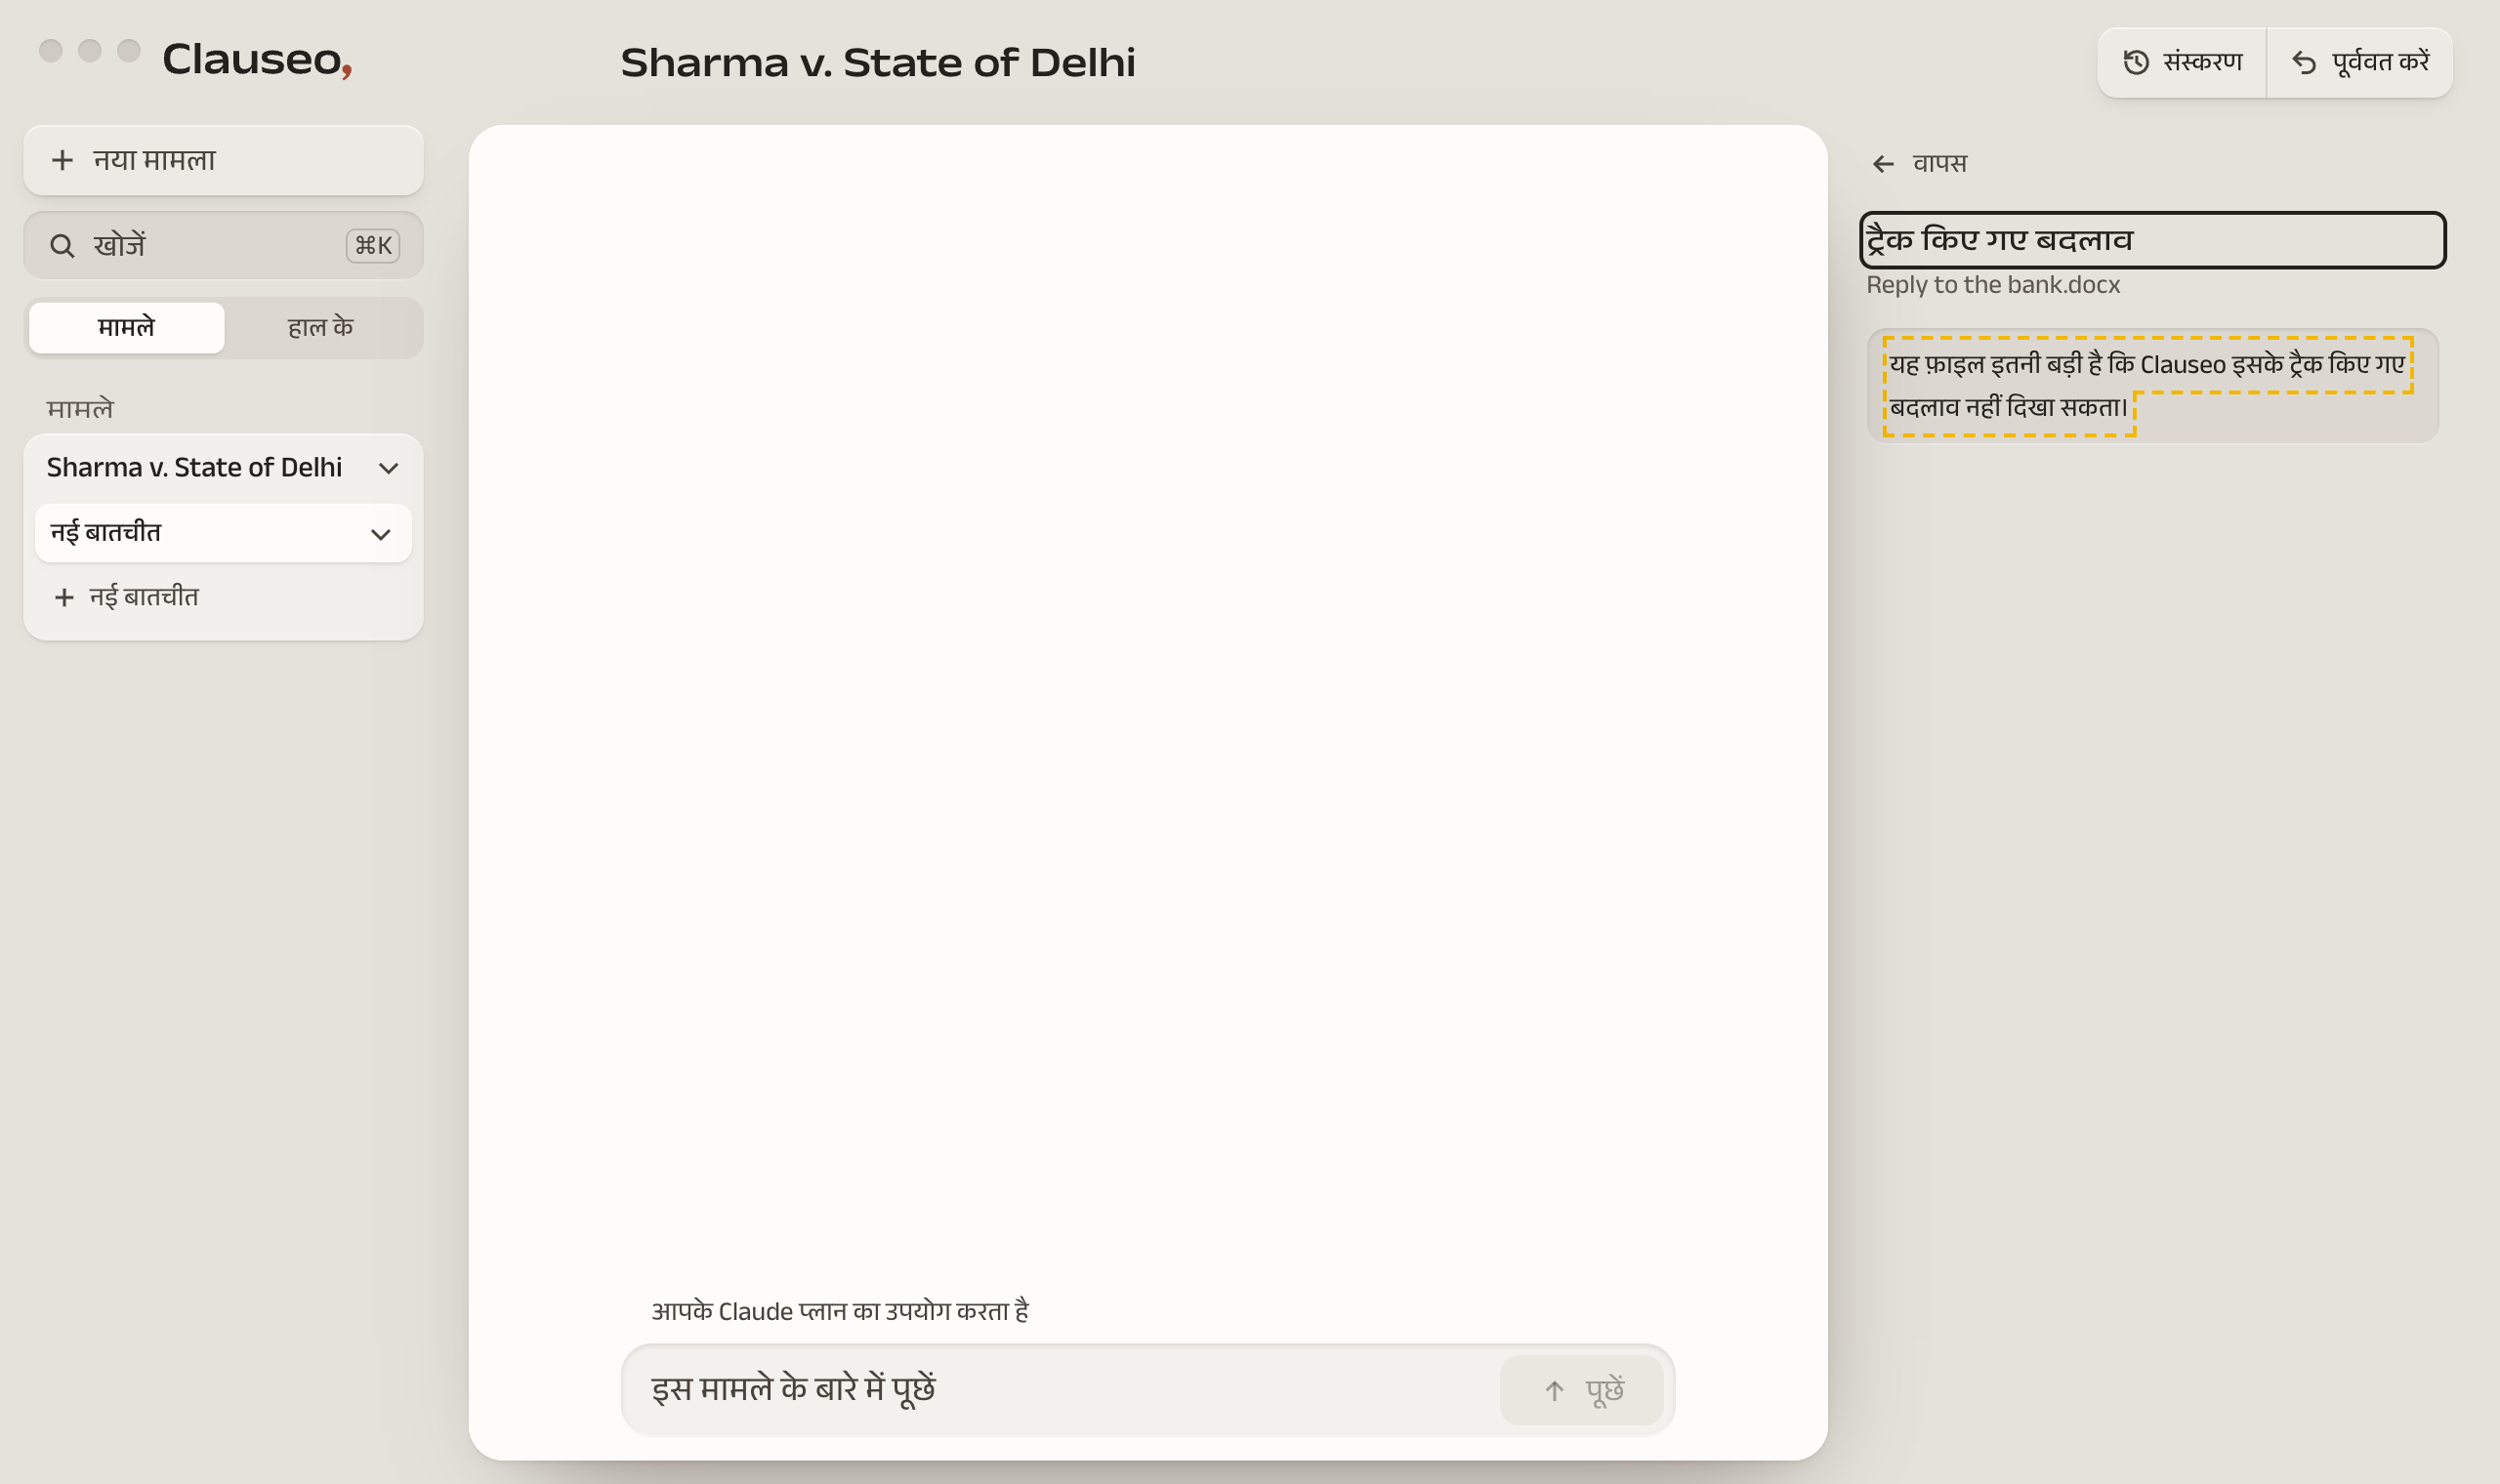 Clauseo,
Sharma v. State of Delhi
संस्करण
पूर्ववत करें
नया मामला
खोजें ⌘K
मामले
हाल के
मामले
Sharma v. State of Delhi
नई बातचीत
नई बातचीत
आपके Claude प्लान का उपयोग करता है
इस मामले के बारे में पूछें
पूछें
वापस
ट्रैक किए गए बदलाव
Reply to the bank.docx
यह फ़ाइल इतनी बड़ी है कि Clauseo इसके ट्रैक किए गए
बदलाव नहीं दिखा सकता।